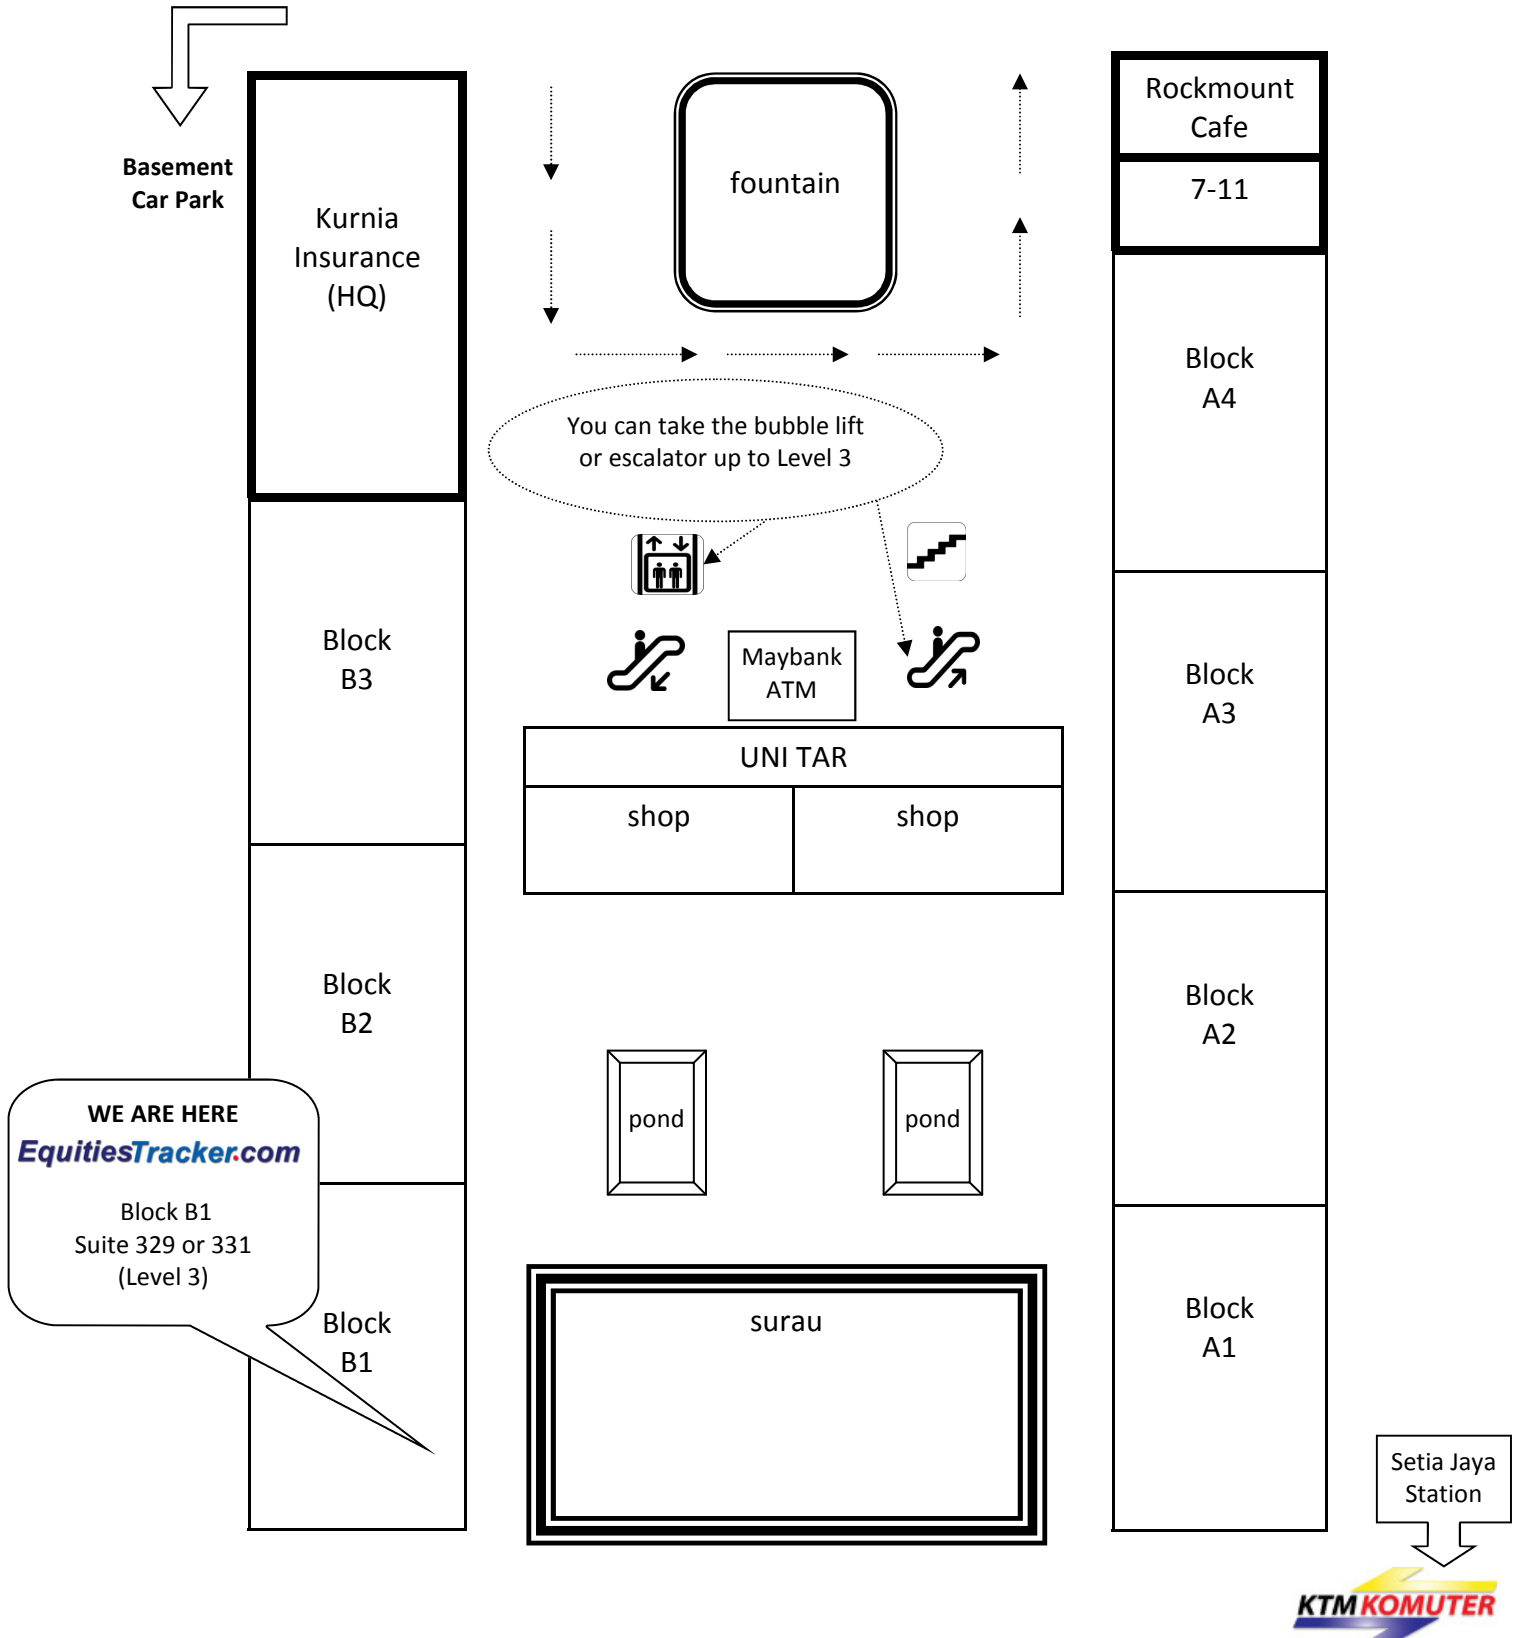 Basement
Car Park
Kurnia
Insurance
(HQ)
fountain
Rockmount
Cafe
7-11
Block
A4
You can take the bubble lift
or escalator up to Level 3
Block
B3
Maybank
ATM
Block
A3
UNI TAR
shop
shop
Block
B2
Block
A2
pond
pond
WE ARE HERE
EquitiesTracker.com
Block B1
Suite 329 or 331
(Level 3)
Block
B1
surau
Block
A1
Setia Jaya
Station
KTM KOMUTER